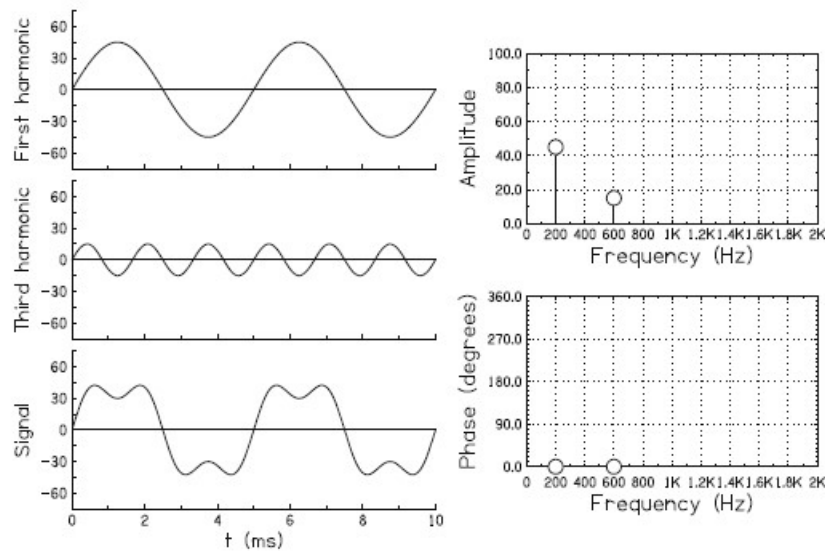 First harmonic
60
30
0
-30
-60
Third harmonic
60
30
0
-30
-60
Signal
60
30
0
-30
-60
0 2 4 6 8 10
t (ms)
Amplitude
100.0
80.0
60.0
40.0
20.0
0.0
0 200 400 600 800 1K 1.2K 1.4K 1.6K 1.8K 2K
Frequency (Hz)
Phase (degrees)
360.0
270.0
180.0
90.0
0.0
0 200 400 600 800 1K 1.2K 1.4K 1.6K 1.8K 2K
Frequency (Hz)